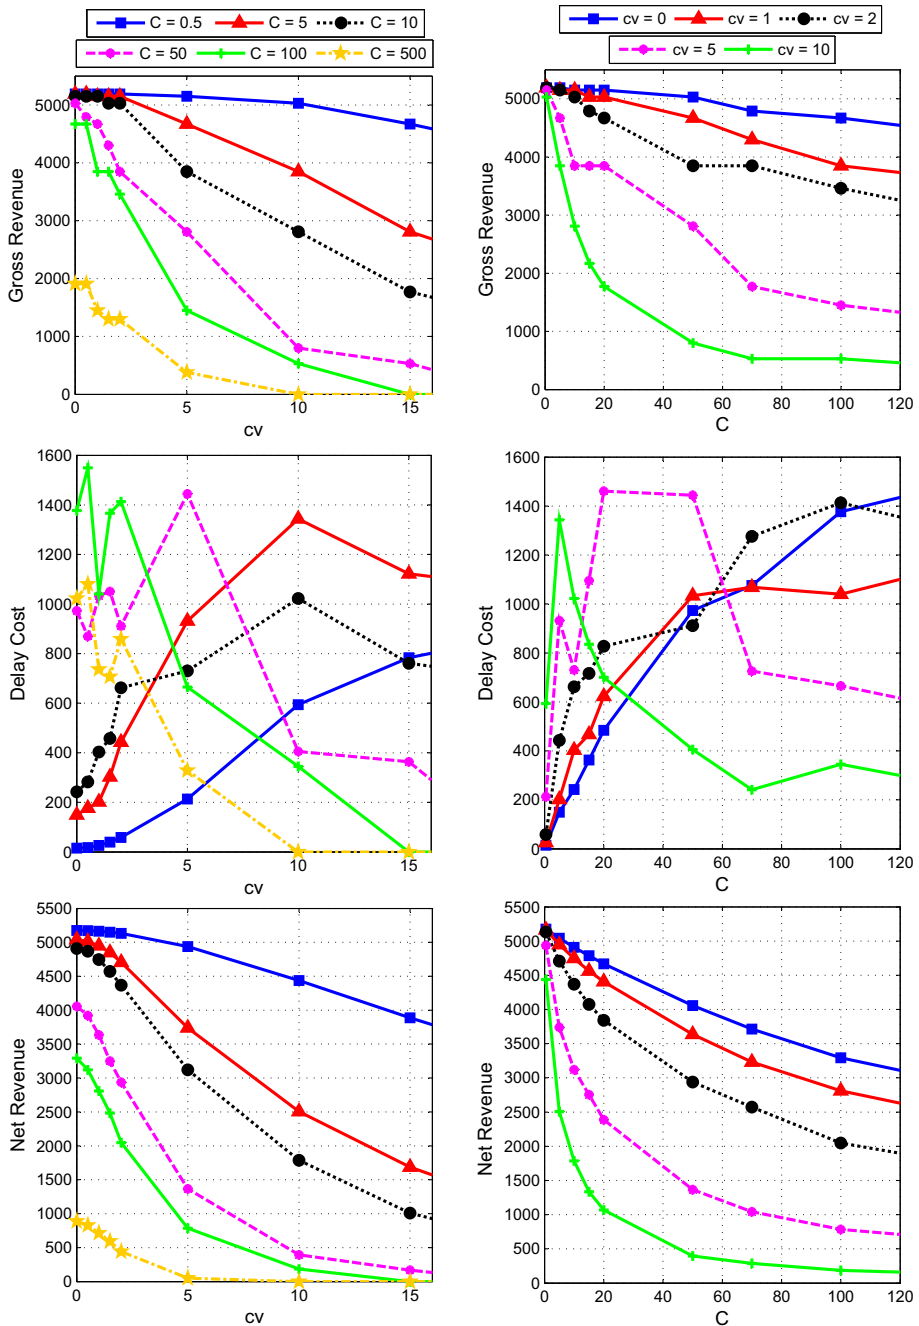 C = 0.5 C = 5 C = 10
C = 50 C = 100 C = 500
5000
4000
3000
2000
1000
0
0 5 10 15
Gross Revenue
cv
cv = 0 cv = 1 cv = 2
cv = 5 cv = 10
5000
4000
3000
2000
1000
0
0 20 40 60 80 100 120
Gross Revenue
C
1600
1400
1200
1000
800
600
400
200
0
0 5 10 15
Delay Cost
cv
1600
1400
1200
1000
800
600
400
200
0
0 20 40 60 80 100 120
Delay Cost
C
5500
5000
4500
4000
3500
3000
2500
2000
1500
1000
500
0
0 5 10 15
Net Revenue
cv
5500
5000
4500
4000
3500
3000
2500
2000
1500
1000
500
0
0 20 40 60 80 100 120
Net Revenue
C